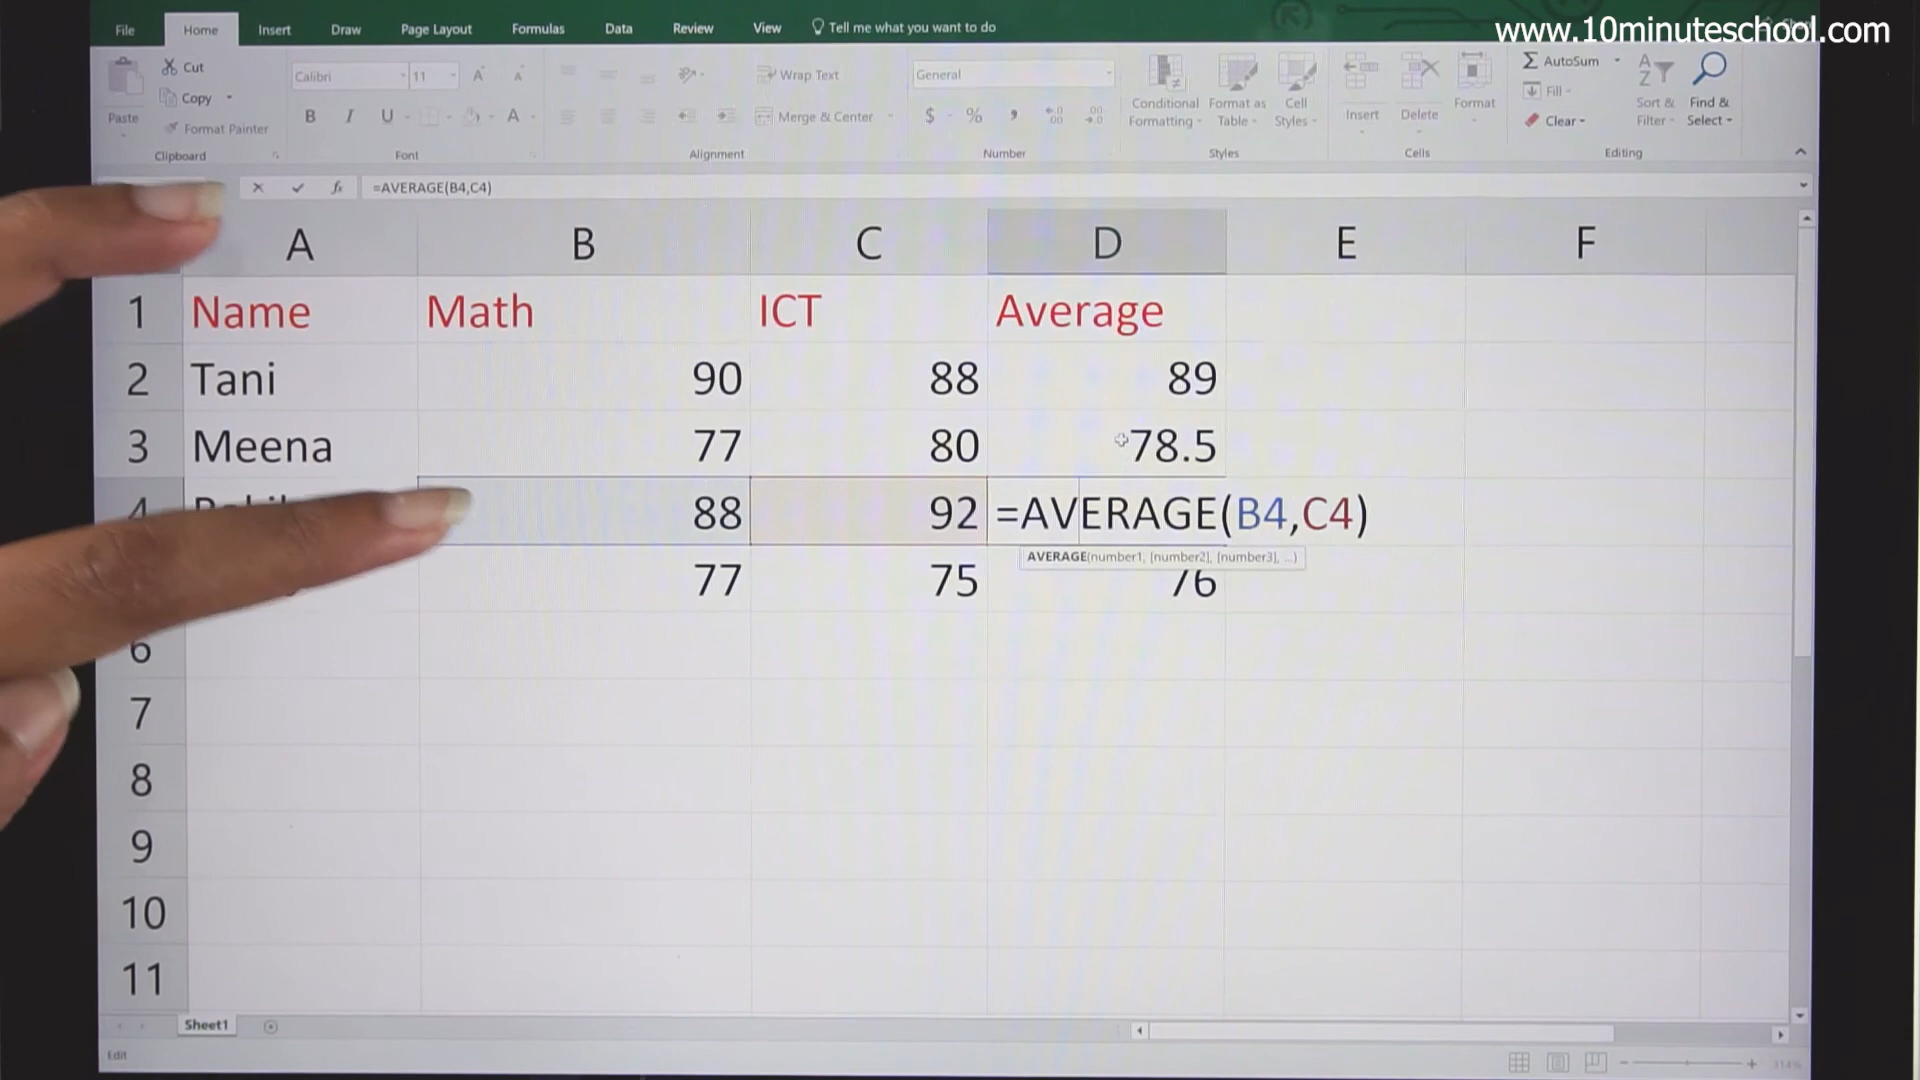 www.10minuteschool.com
File Home Insert Draw Page Layout Formulas Data Review View Tell me what you want to do
Cut
Copy
Format Painter
Paste
Clipboard
Calibri 11
B I U
Font
Wrap Text
Merge & Center
Alignment
General
$ %
Number
Conditional Formatting
Format as Table
Cell Styles
Styles
Insert Delete Format
Cells
AutoSum
Fill
Clear
Sort & Filter
Find & Select
Editing
=AVERAGE(B4,C4)
A B C D E F
1 Name Math ICT Average
2 Tani 90 88 89
3 Meena 77 80 78.5
4 88 92 =AVERAGE(B4,C4)
AVERAGE(number1, [number2], [number3], ...)
77 75 76
6
7
8
9
10
11
Sheet1
Edit